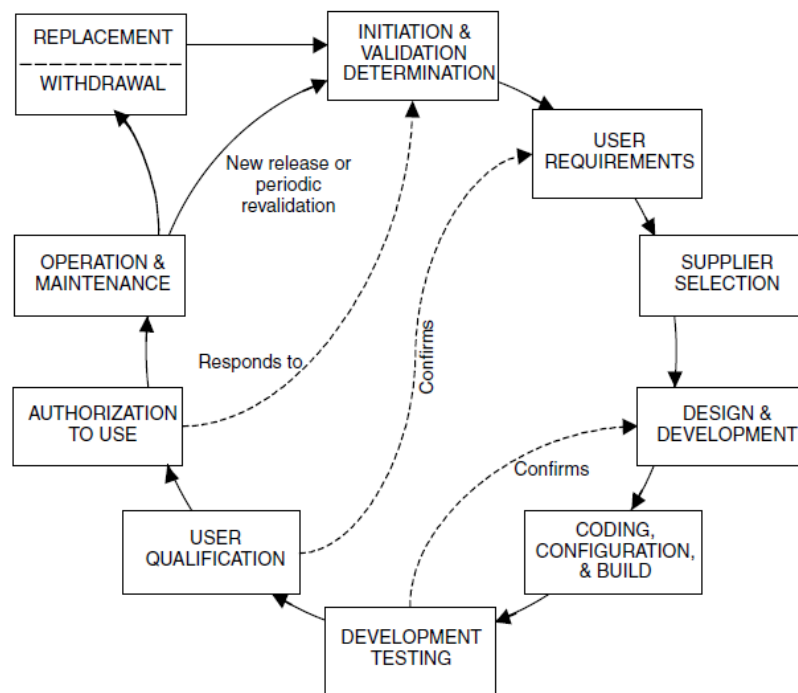 REPLACEMENT
WITHDRAWAL
INITIATION &
VALIDATION
DETERMINATION
USER
REQUIREMENTS
New release or
periodic
revalidation
OPERATION &
MAINTENANCE
SUPPLIER
SELECTION
Responds to
Confirms
AUTHORIZATION
TO USE
DESIGN &
DEVELOPMENT
Confirms
USER
QUALIFICATION
CODING,
CONFIGURATION,
& BUILD
DEVELOPMENT
TESTING